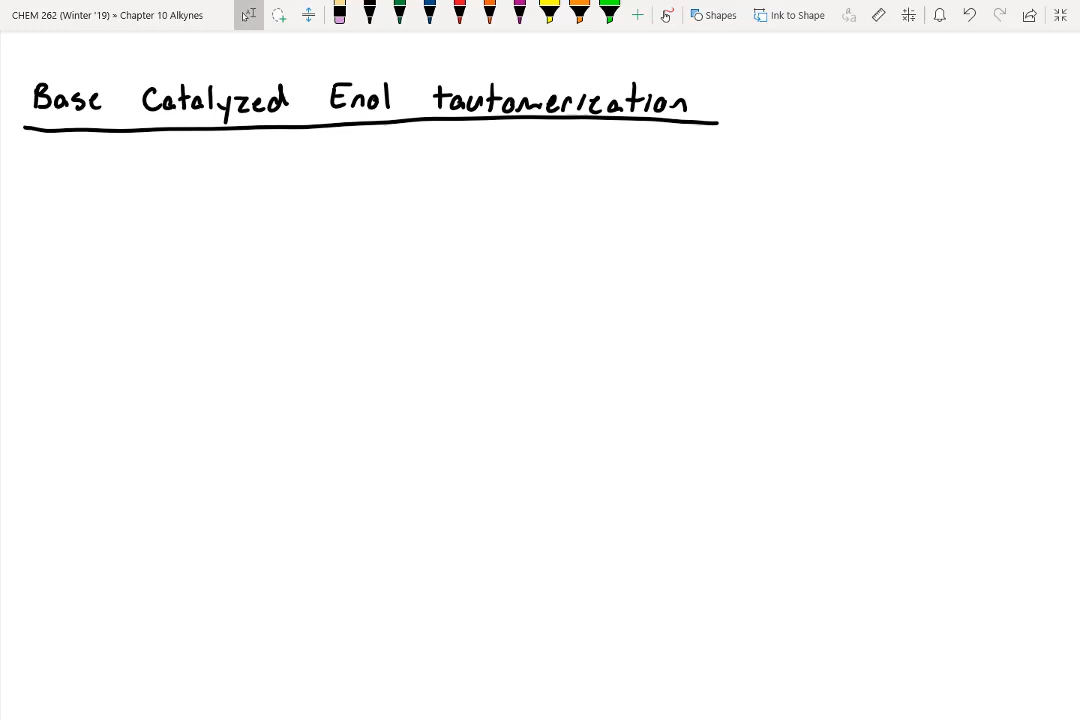 CHEM 262 (Winter '19) » Chapter 10 Alkynes
Shapes
Ink to Shape
Base Catalyzed Enol tautomerization